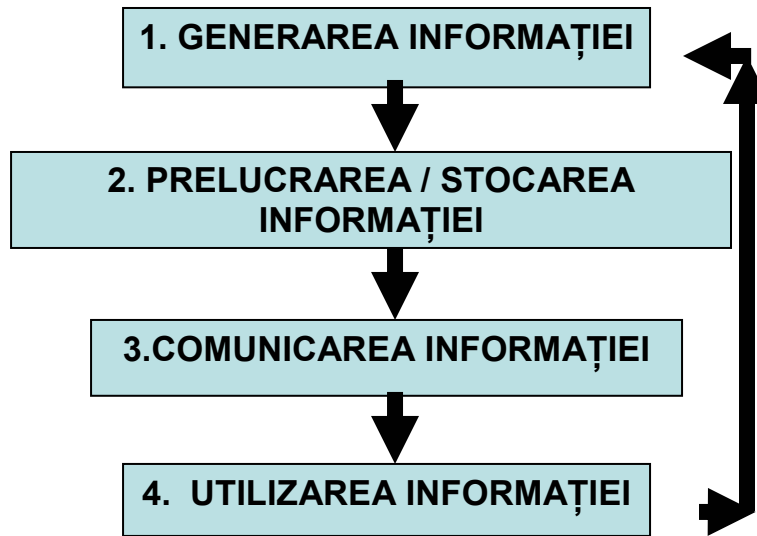 1. GENERAREA INFORMAȚIEI
2. PRELUCRAREA / STOCAREA
INFORMAȚIEI
3.COMUNICAREA INFORMAȚIEI
4. UTILIZAREA INFORMAȚIEI